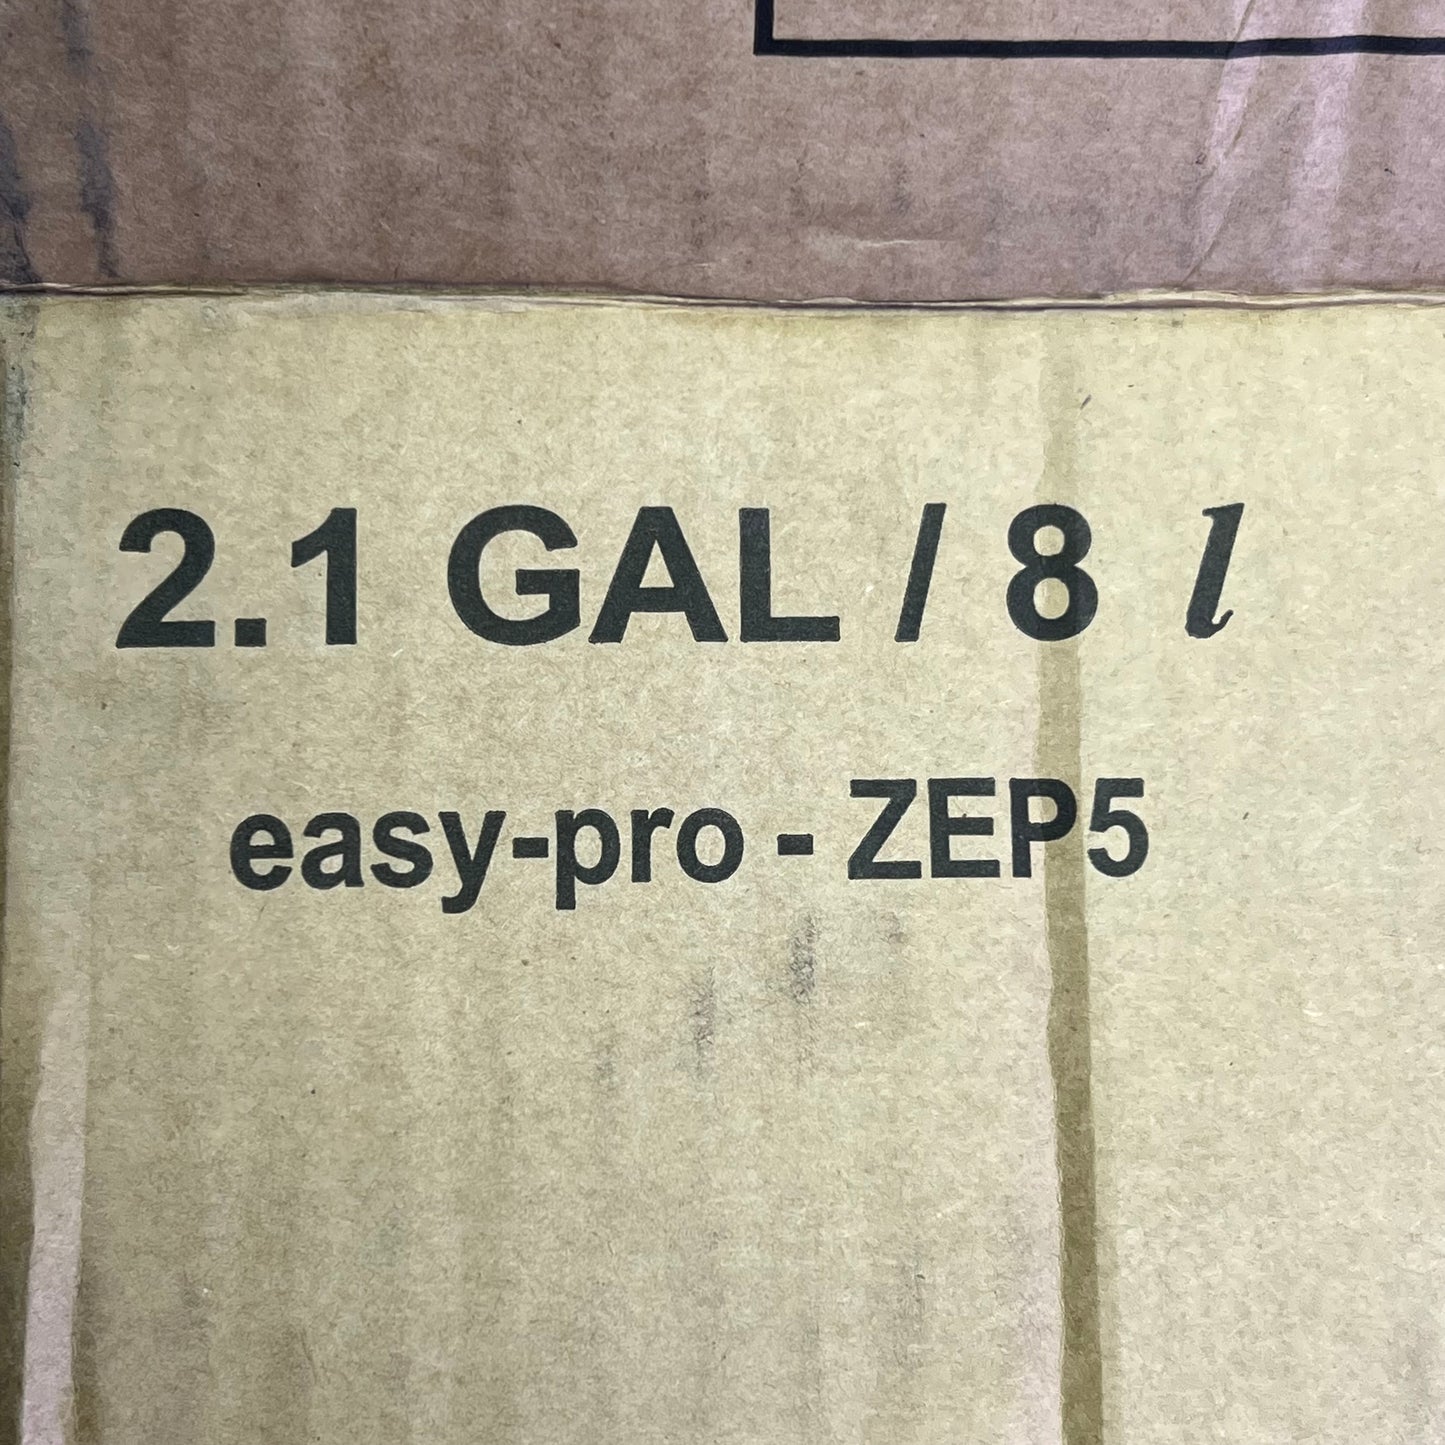 2.1 GAL / 8 l
easy-pro - ZEP5